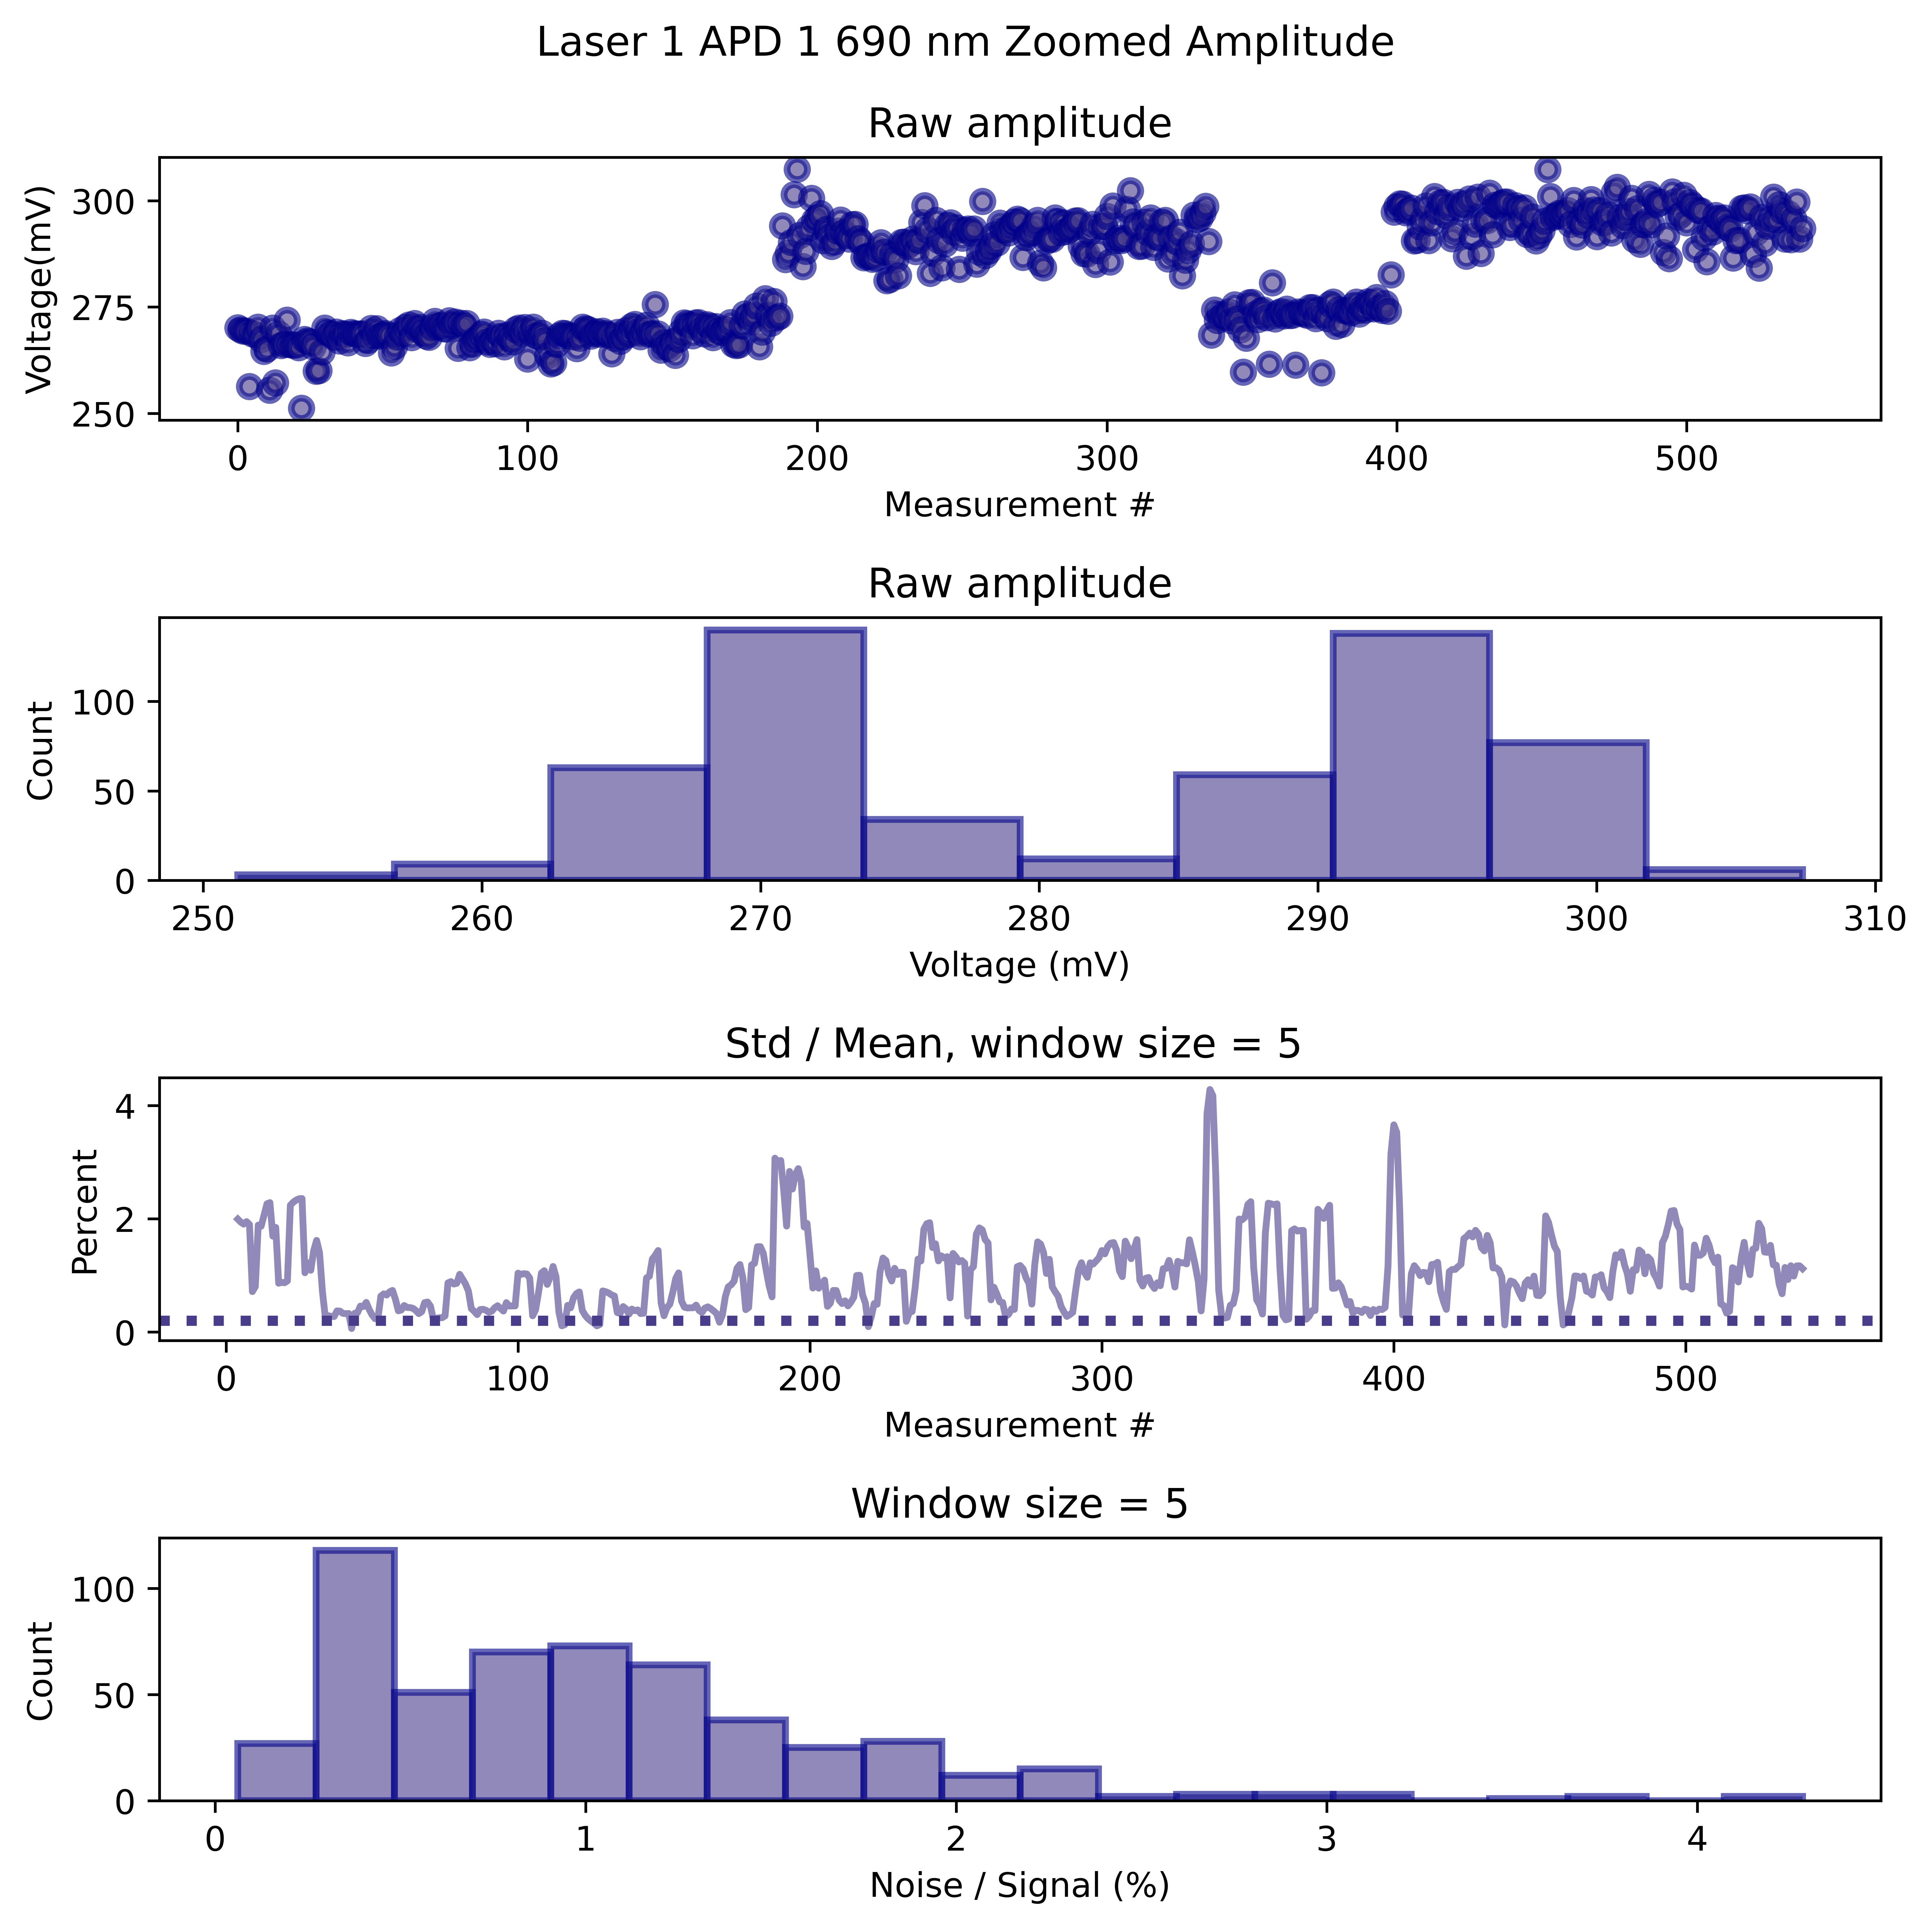 Laser 1 APD 1 690 nm Zoomed Amplitude
Raw amplitude
Voltage(mV)
300
275
250
0 100 200 300 400 500
Measurement #
Raw amplitude
Count
100
50
0
250 260 270 280 290 300 310
Voltage (mV)
Std / Mean, window size = 5
Percent
4
2
0
0 100 200 300 400 500
Measurement #
Window size = 5
Count
100
50
0
0 1 2 3 4
Noise / Signal (%)